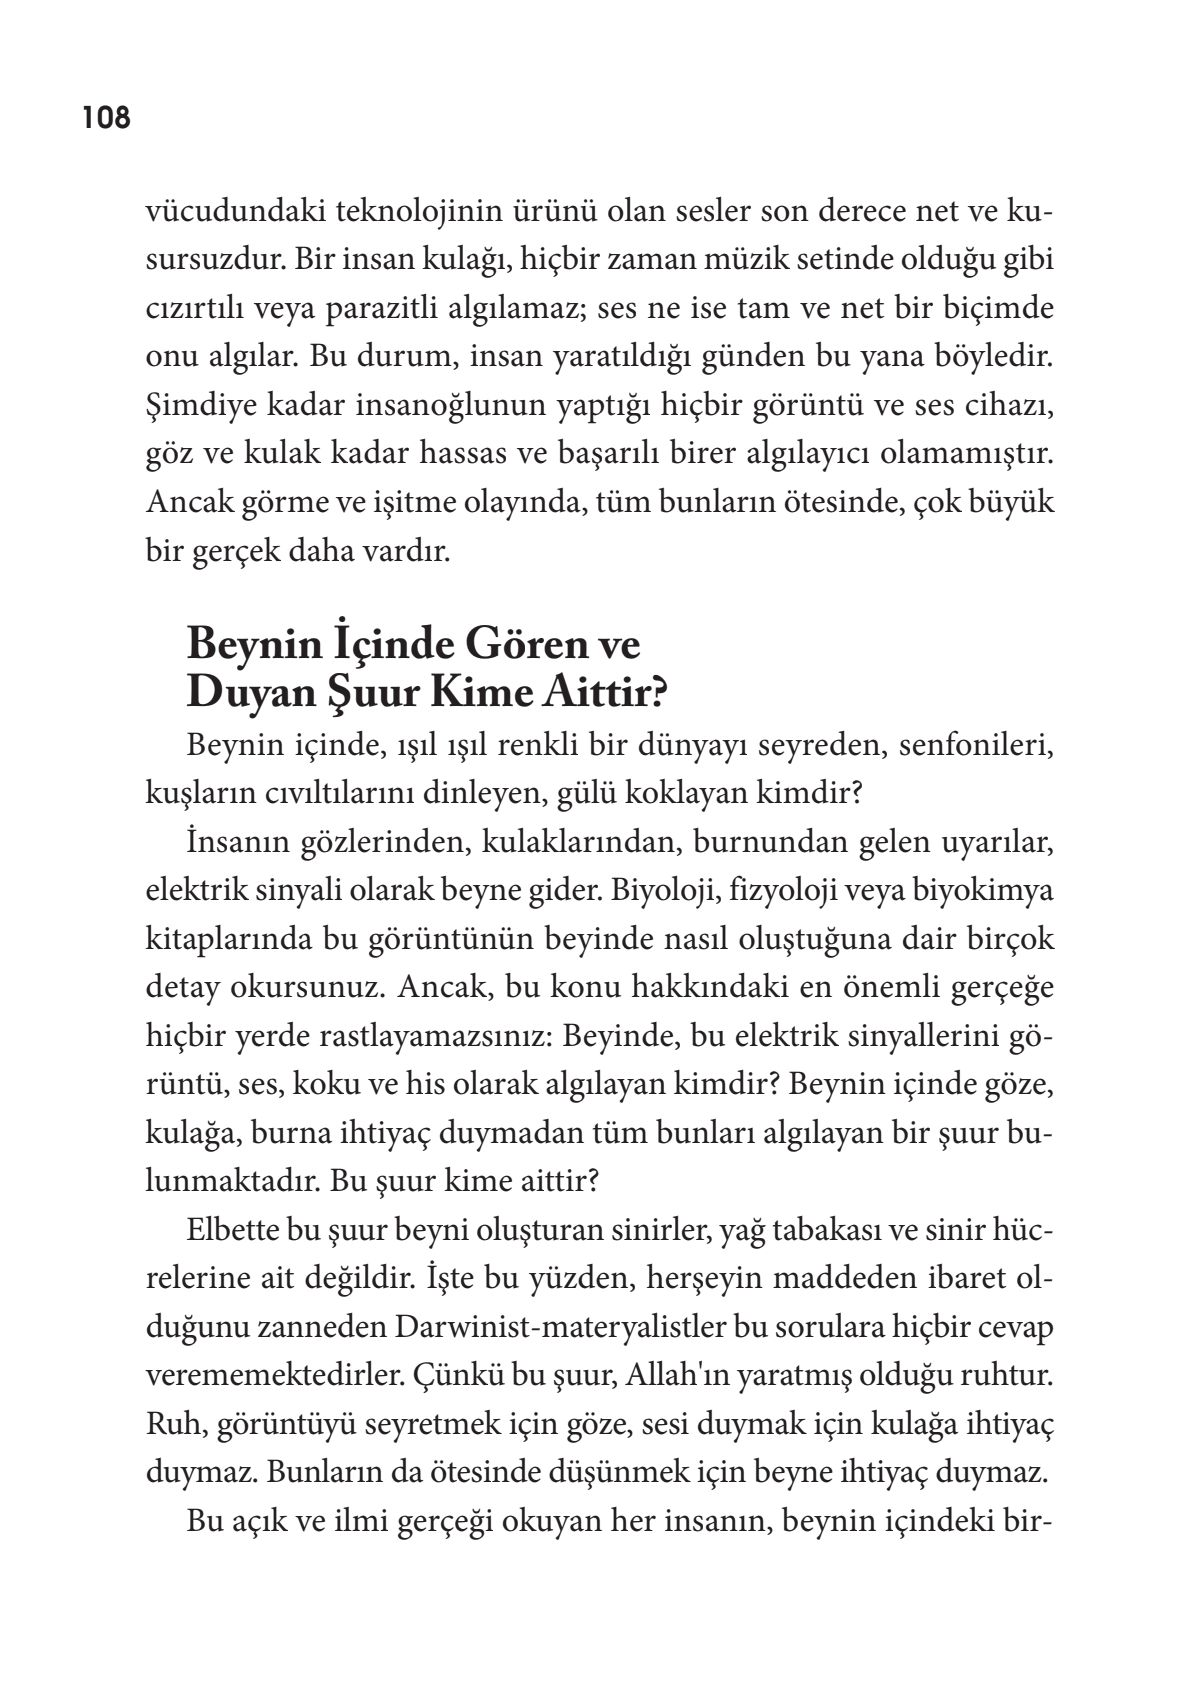 108
vücudundaki teknolojinin ürünü olan sesler son derece net ve ku-
sursuzdur. Bir insan kulağı, hiçbir zaman müzik setinde olduğu gibi
cızırtılı veya parazitli algılamaz; ses ne ise tam ve net bir biçimde
onu algılar. Bu durum, insan yaratıldığı günden bu yana böyledir.
Şimdiye kadar insanoğlunun yaptığı hiçbir görüntü ve ses cihazı,
göz ve kulak kadar hassas ve başarılı birer algılayıcı olamamıştır.
Ancak görme ve işitme olayında, tüm bunların ötesinde, çok büyük
bir gerçek daha vardır.
Beynin İçinde Gören ve
Duyan Şuur Kime Aittir?
Beynin içinde, ışıl ışıl renkli bir dünyayı seyreden, senfonileri,
kuşların cıvıltılarını dinleyen, gülü koklayan kimdir?
İnsanın gözlerinden, kulaklarından, burnundan gelen uyarılar,
elektrik sinyali olarak beyne gider. Biyoloji, fizyoloji veya biyokimya
kitaplarında bu görüntünün beyinde nasıl oluştuğuna dair birçok
detay okursunuz. Ancak, bu konu hakkındaki en önemli gerçeğe
hiçbir yerde rastlayamazsınız: Beyinde, bu elektrik sinyallerini gö-
rüntü, ses, koku ve his olarak algılayan kimdir? Beynin içinde göze,
kulağa, burna ihtiyaç duymadan tüm bunları algılayan bir şuur bu-
lunmaktadır. Bu şuur kime aittir?
Elbette bu şuur beyni oluşturan sinirler, yağ tabakası ve sinir hüc-
relerine ait değildir. İşte bu yüzden, herşeyin maddeden ibaret ol-
duğunu zanneden Darwinist-materyalistler bu sorulara hiçbir cevap
verememektedirler. Çünkü bu şuur, Allah'ın yaratmış olduğu ruhtur.
Ruh, görüntüyü seyretmek için göze, sesi duymak için kulağa ihtiyaç
duymaz. Bunların da ötesinde düşünmek için beyne ihtiyaç duymaz.
Bu açık ve ilmi gerçeği okuyan her insanın, beynin içindeki bir-